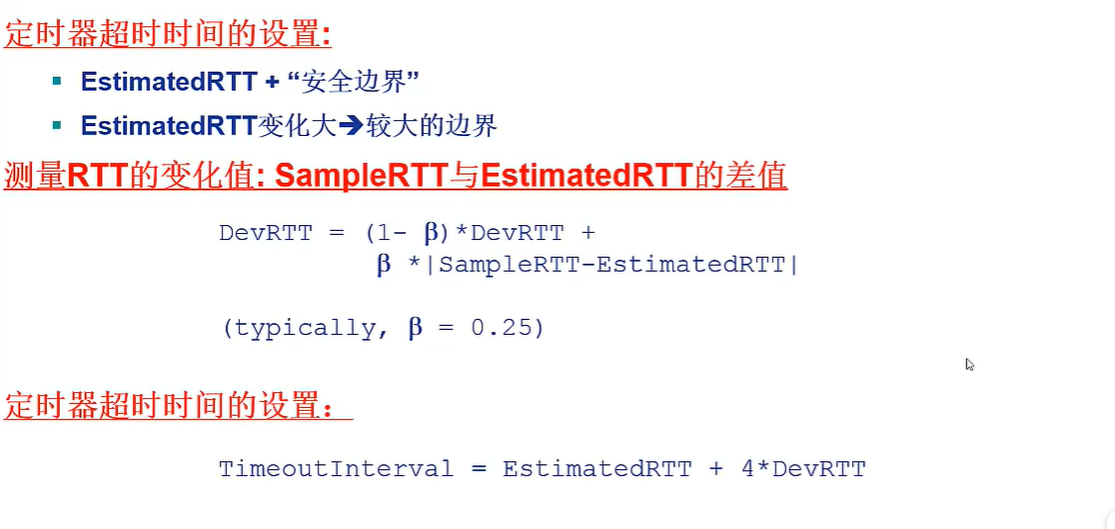 定时器超时时间的设置:
▪ EstimatedRTT + “安全边界”
▪ EstimatedRTT变化大➔较大的边界
测量RTT的变化值: SampleRTT与EstimatedRTT的差值
DevRTT = (1- β)*DevRTT +
β *|SampleRTT-EstimatedRTT|
(typically, β = 0.25)
定时器超时时间的设置：
TimeoutInterval = EstimatedRTT + 4*DevRTT